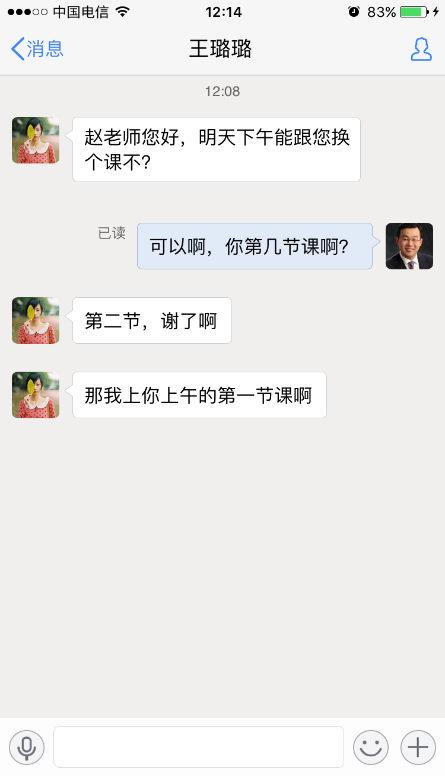 中国电信
12:14
83%
消息
王璐璐
12:08
赵老师您好，明天下午能跟您换
个课不？
已读
可以啊，你第几节课啊？
第二节，谢了啊
那我上你上午的第一节课啊